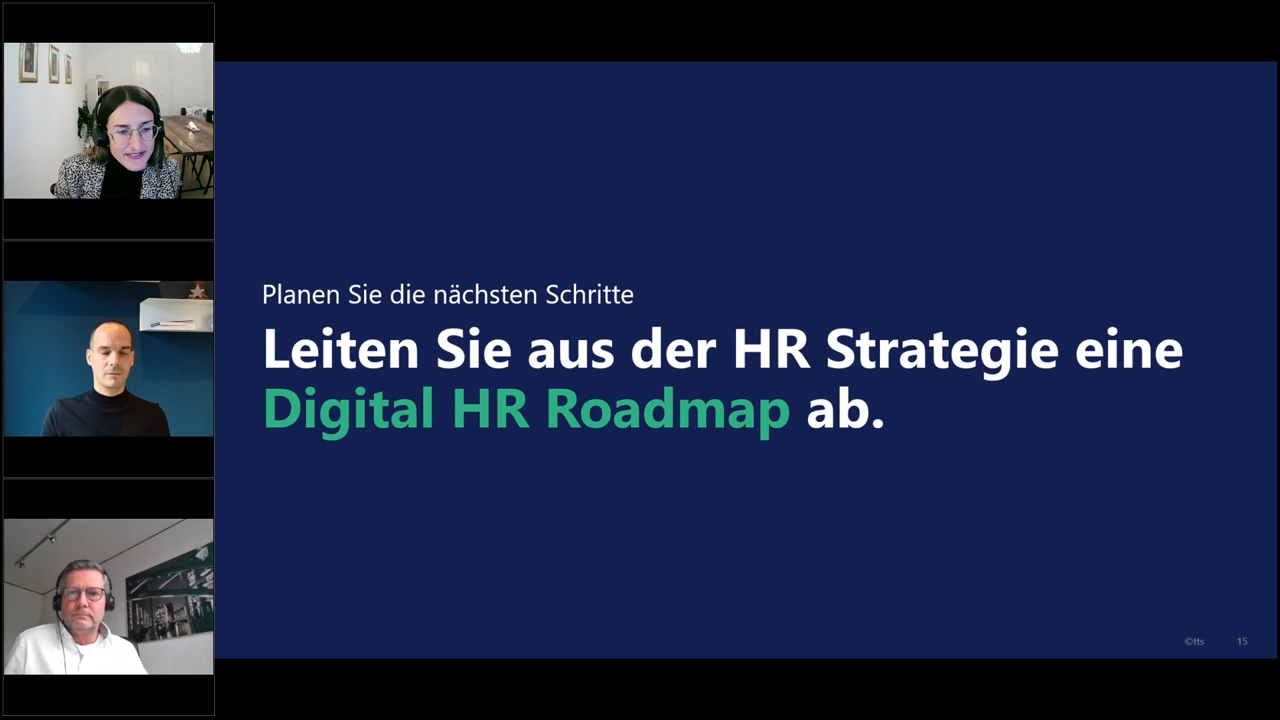 Planen Sie die nächsten Schritte
Leiten Sie aus der HR Strategie eine
Digital HR Roadmap ab.
©tts 15